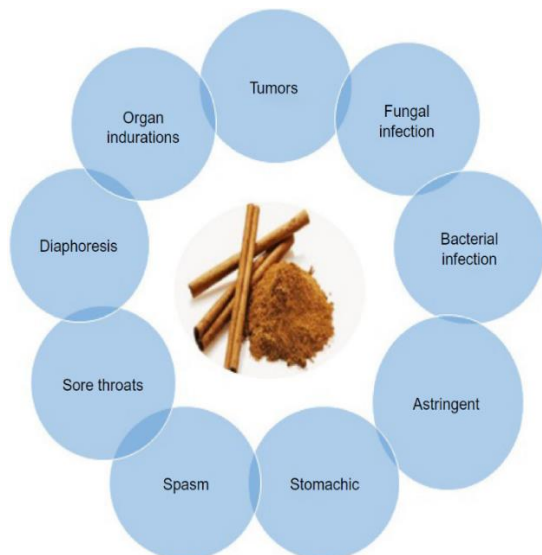 Tumors
Fungal
infection
Bacterial
infection
Astringent
Stomachic
Spasm
Sore throats
Diaphoresis
Organ
indurations